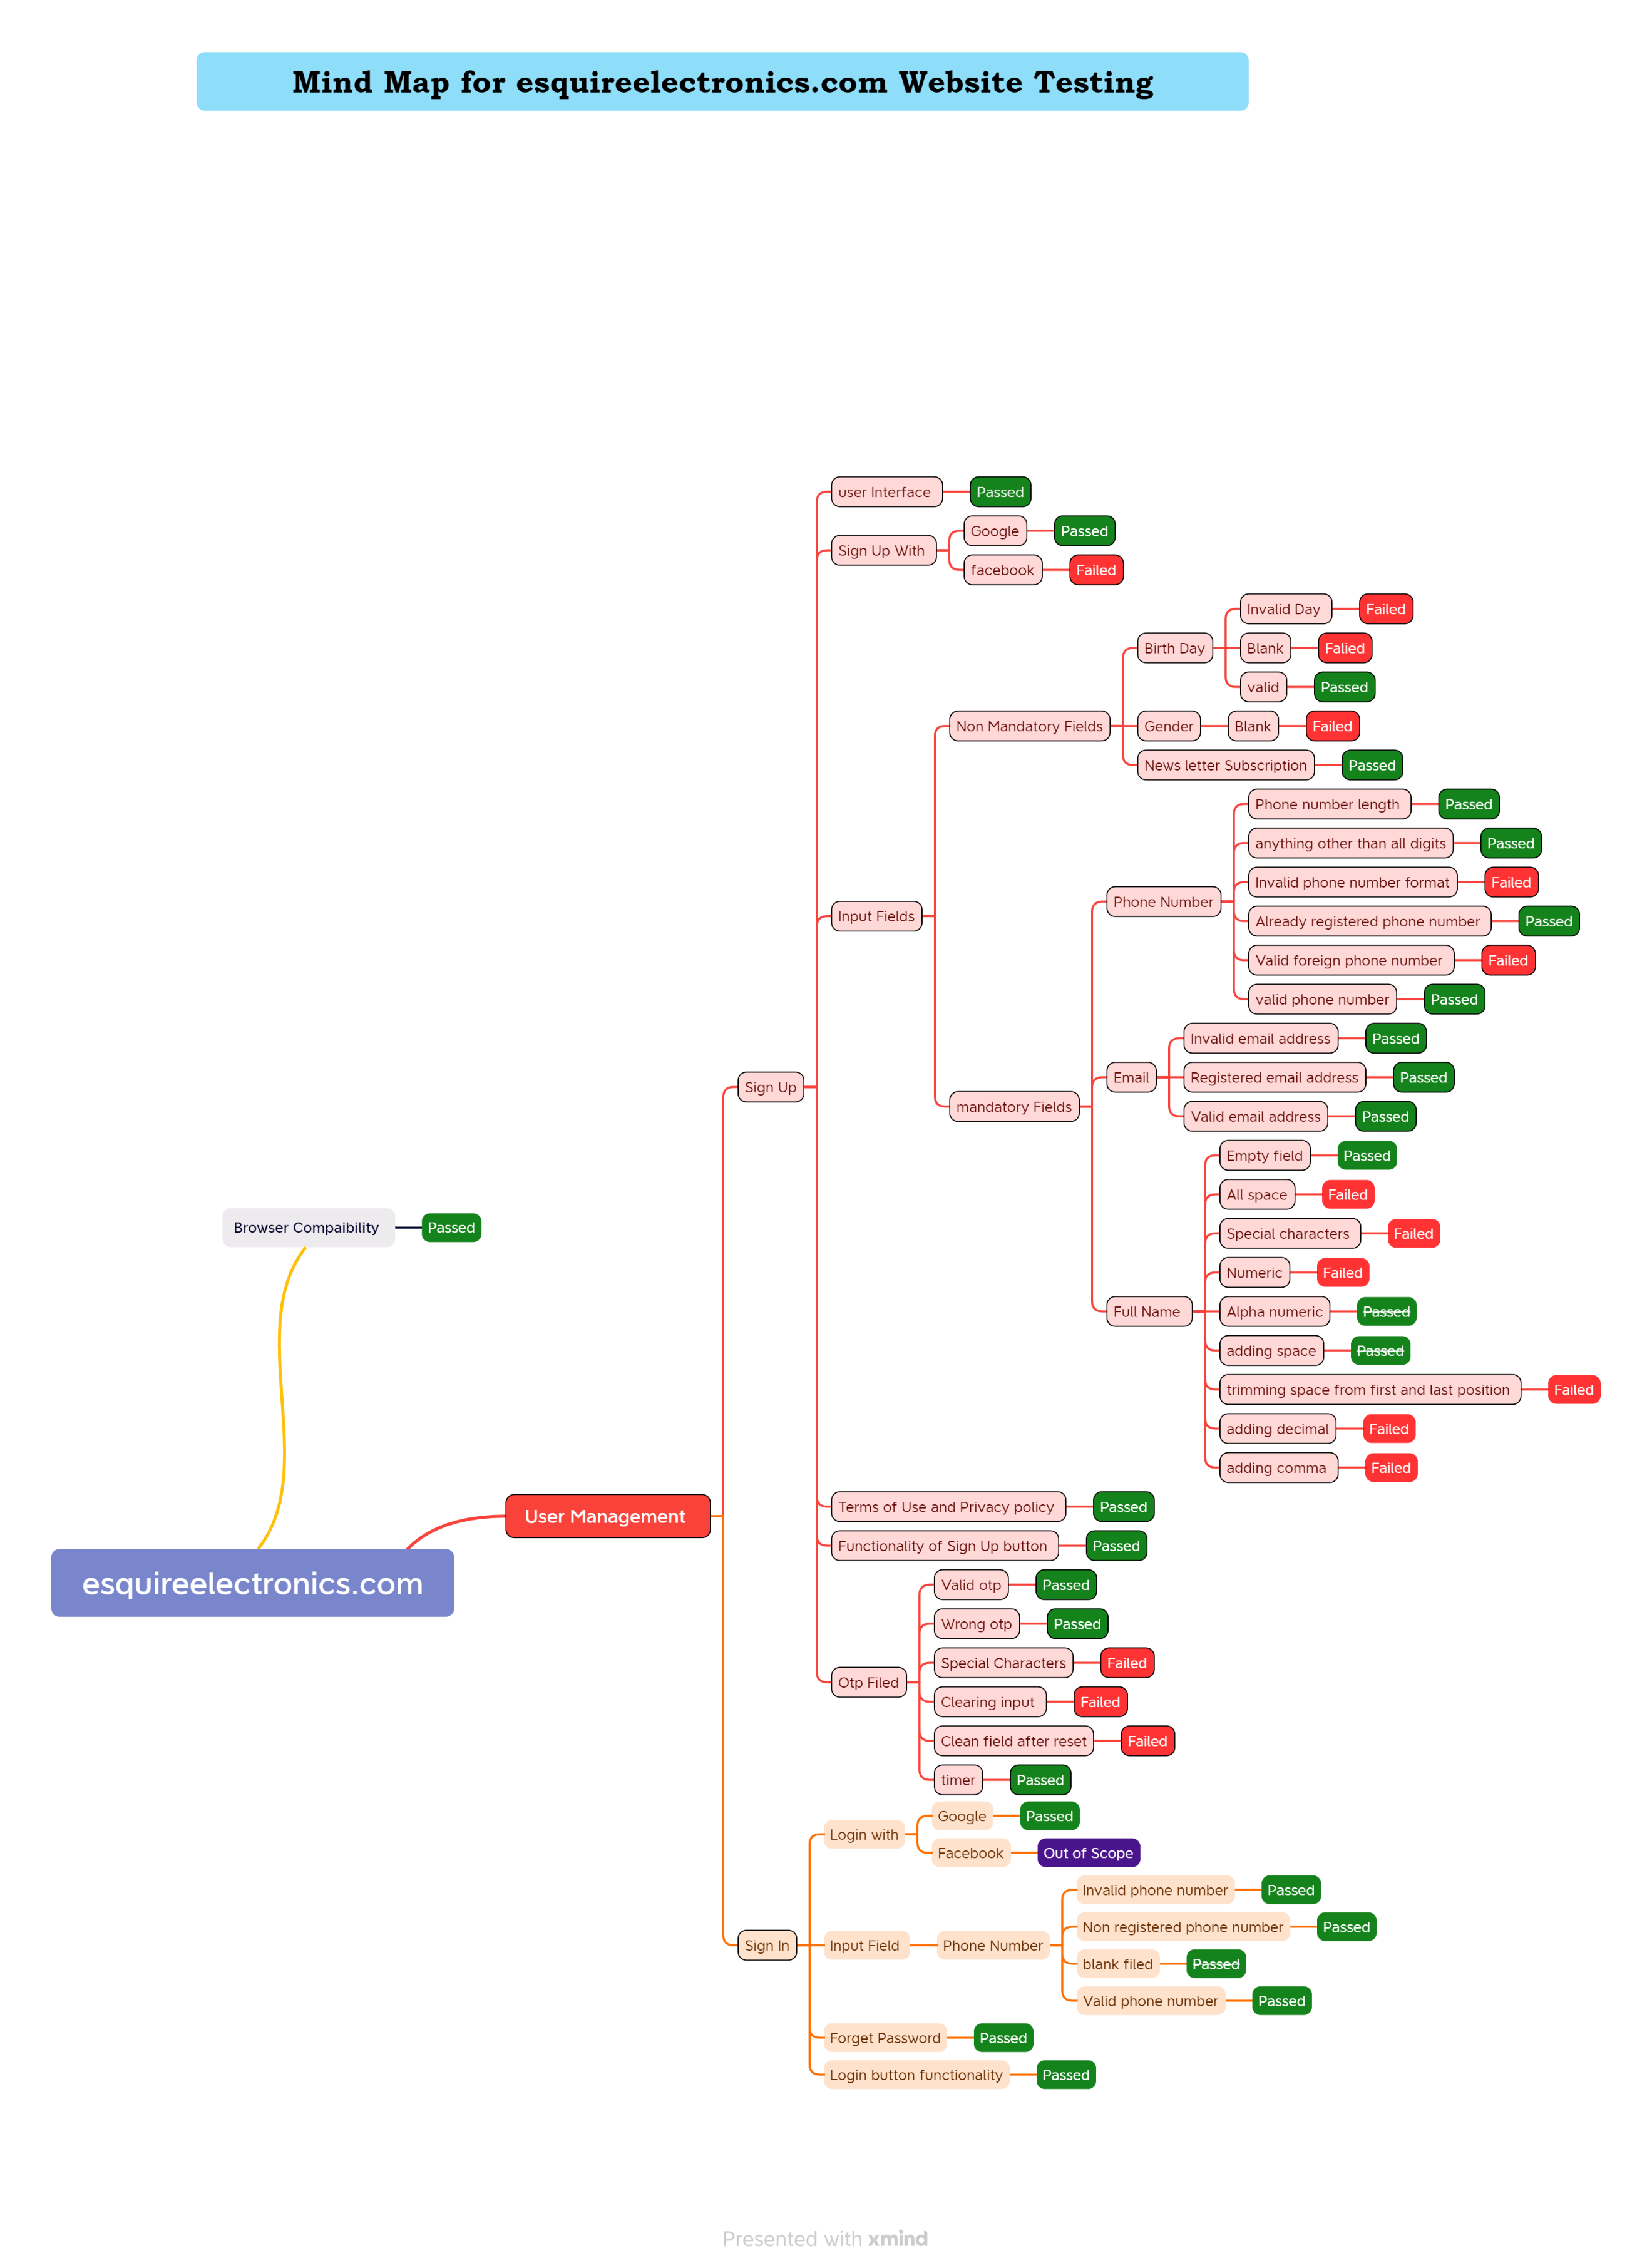 Mind Map for esquireelectronics.com Website Testing
user Interface
Passed
Sign Up With
Google
Passed
facebook
Failed
Invalid Day
Failed
Birth Day
Blank
Falied
valid
Passed
Non Mandatory Fields
Gender
Blank
Failed
News letter Subscription
Passed
Phone number length
Passed
anything other than all digits
Passed
Invalid phone number format
Failed
Phone Number
Input Fields
Already registered phone number
Passed
Valid foreign phone number
Failed
valid phone number
Passed
Invalid email address
Passed
Email
Registered email address
Passed
Sign Up
mandatory Fields
Valid email address
Passed
Empty field
Passed
All space
Failed
Browser Compaibility
Passed
Special characters
Failed
Numeric
Failed
Full Name
Alpha numeric
Passed
adding space
Passed
trimming space from first and last position
Failed
adding decimal
Failed
adding comma
Failed
Terms of Use and Privacy policy
Passed
User Management
Functionality of Sign Up button
Passed
esquireelectronics.com
Valid otp
Passed
Wrong otp
Passed
Special Characters
Failed
Otp Filed
Clearing input
Failed
Clean field after reset
Failed
timer
Passed
Login with
Google
Passed
Facebook
Out of Scope
Invalid phone number
Passed
Non registered phone number
Passed
Sign In
Input Field
Phone Number
blank filed
Passed
Valid phone number
Passed
Forget Password
Passed
Login button functionality
Passed
Presented with xmind